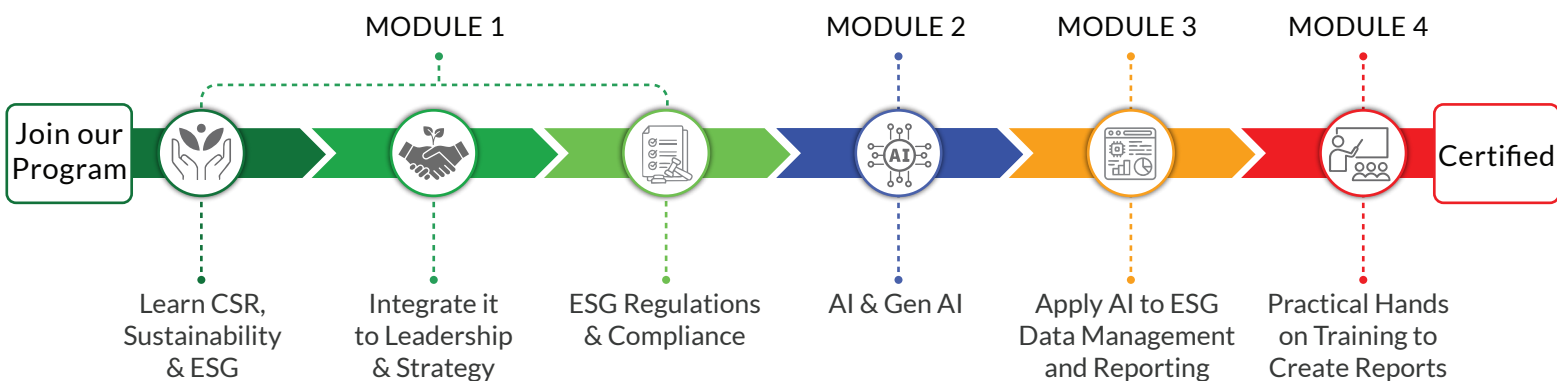 MODULE 1
MODULE 2
MODULE 3
MODULE 4
Join our
Program
AI
Certified
Learn CSR,
Sustainability
& ESG
Integrate it
to Leadership
& Strategy
ESG Regulations
& Compliance
AI & Gen AI
Apply AI to ESG
Data Management
and Reporting
Practical Hands
on Training to
Create Reports